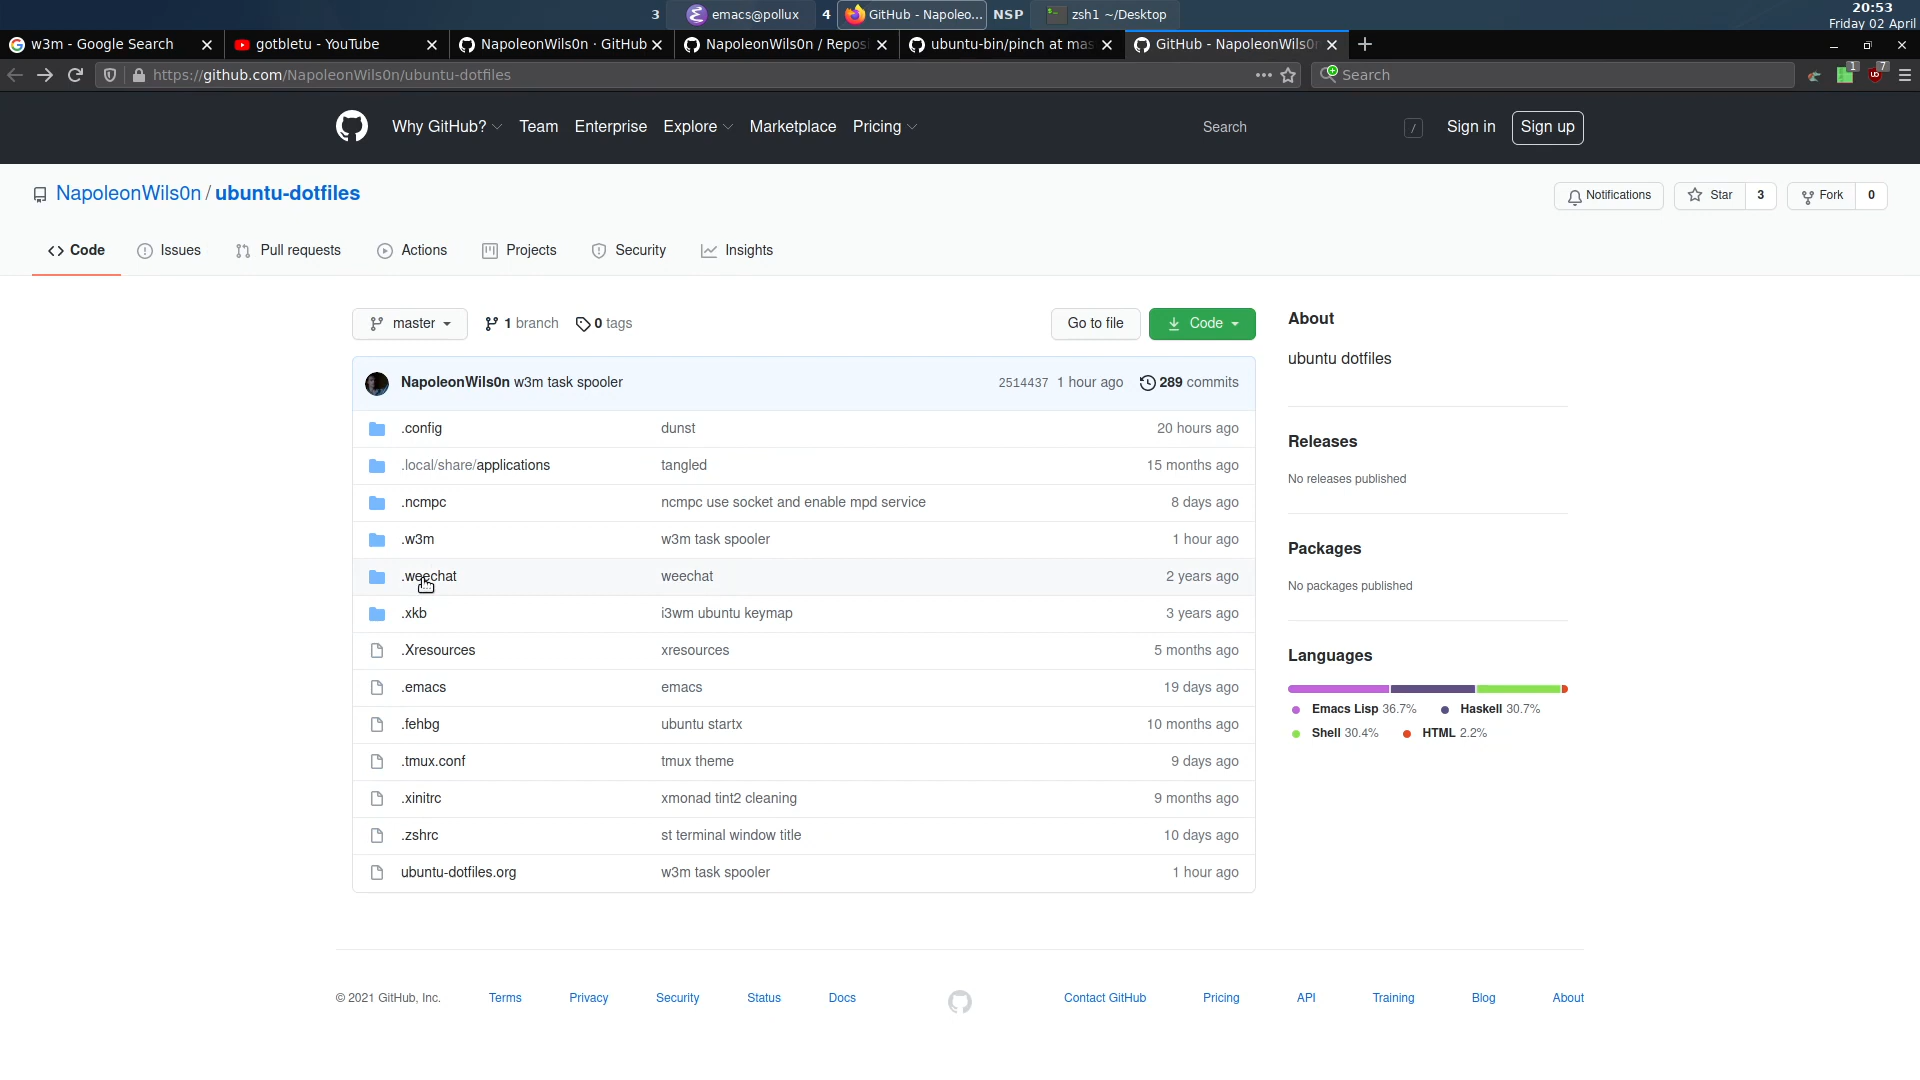 3 emacs@pollux 4 GitHub - Napoleo... NSP zsh1 ~/Desktop 20:53
Friday 02 April
w3m - Google Search gotbletu - YouTube NapoleonWils0n · GitHub NapoleonWils0n / Repos ubuntu-bin/pinch at mas GitHub - NapoleonWils0n
https://github.com/NapoleonWils0n/ubuntu-dotfiles Search 1 7
Why GitHub? Team Enterprise Explore Marketplace Pricing Search / Sign in Sign up
NapoleonWils0n / ubuntu-dotfiles Notifications Star 3 Fork 0
Code Issues Pull requests Actions Projects Security Insights
master 1 branch 0 tags Go to file Code
NapoleonWils0n w3m task spooler 2514437 1 hour ago 289 commits
.config dunst 20 hours ago
.local/share/applications tangled 15 months ago
.ncmpc ncmpc use socket and enable mpd service 8 days ago
.w3m w3m task spooler 1 hour ago
.weechat weechat 2 years ago
.xkb i3wm ubuntu keymap 3 years ago
.Xresources xresources 5 months ago
.emacs emacs 19 days ago
.fehbg ubuntu startx 10 months ago
.tmux.conf tmux theme 9 days ago
.xinitrc xmonad tint2 cleaning 9 months ago
.zshrc st terminal window title 10 days ago
ubuntu-dotfiles.org w3m task spooler 1 hour ago
About
ubuntu dotfiles
Releases
No releases published
Packages
No packages published
Languages
Emacs Lisp 36.7% Haskell 30.7%
Shell 30.4% HTML 2.2%
© 2021 GitHub, Inc. Terms Privacy Security Status Docs Contact GitHub Pricing API Training Blog About